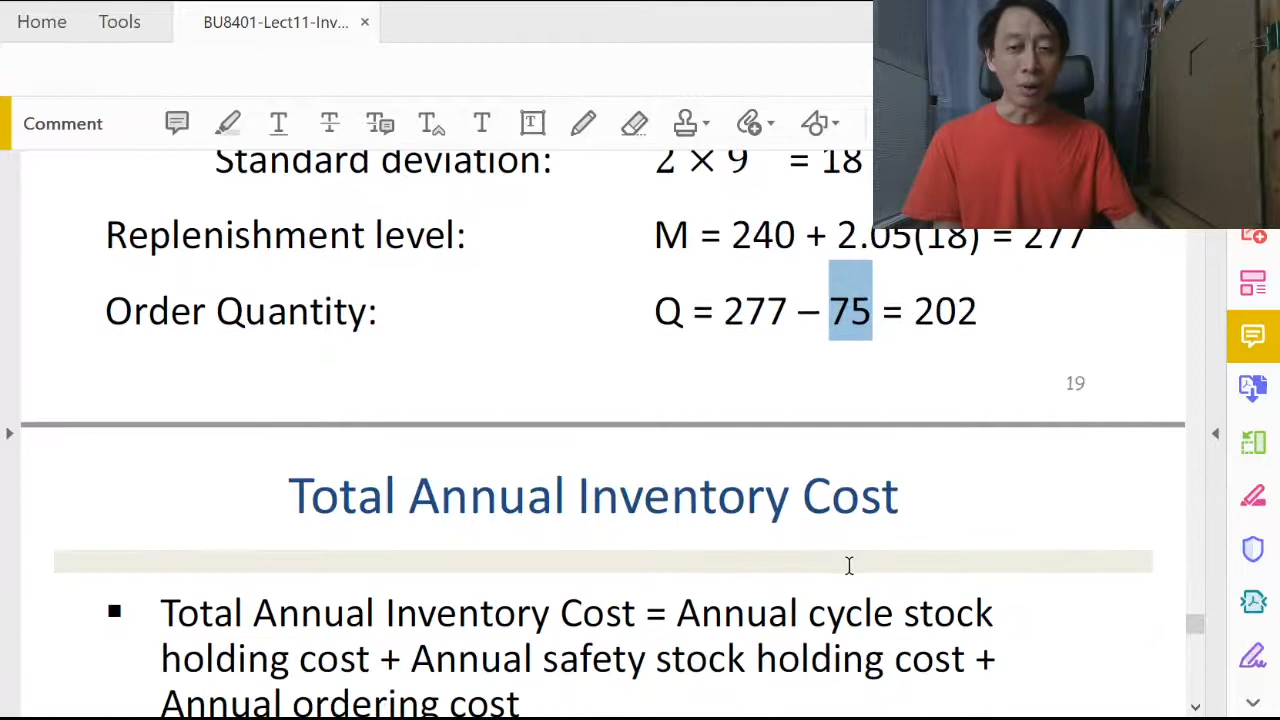 Home Tools BU8401-Lect11-Inv... ×
Comment
Standard deviation: 2 × 9 = 18
Replenishment level: M = 240 + 2.05(18) = 277
Order Quantity: Q = 277 – 75 = 202
19
Total Annual Inventory Cost
▪ Total Annual Inventory Cost = Annual cycle stock
holding cost + Annual safety stock holding cost +
Annual ordering cost